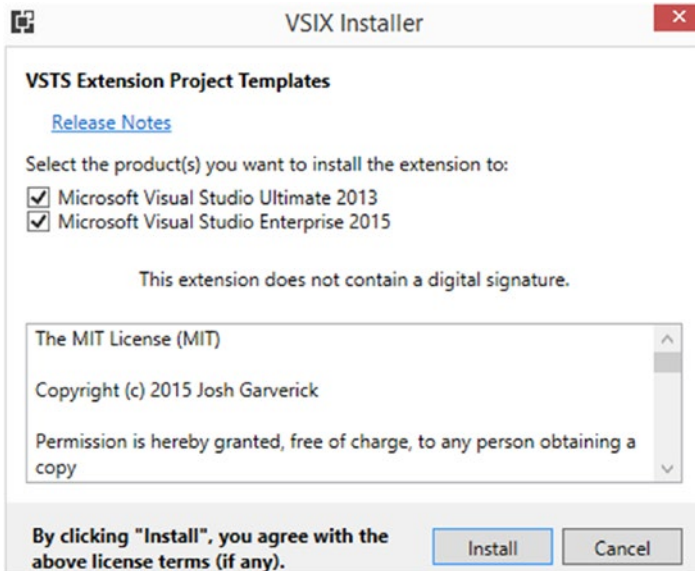 VSIX Installer
VSTS Extension Project Templates
Release Notes
Select the product(s) you want to install the extension to:
Microsoft Visual Studio Ultimate 2013
Microsoft Visual Studio Enterprise 2015
This extension does not contain a digital signature.
The MIT License (MIT)
Copyright (c) 2015 Josh Garverick
Permission is hereby granted, free of charge, to any person obtaining a
copy
By clicking "Install", you agree with the
above license terms (if any).
Install
Cancel